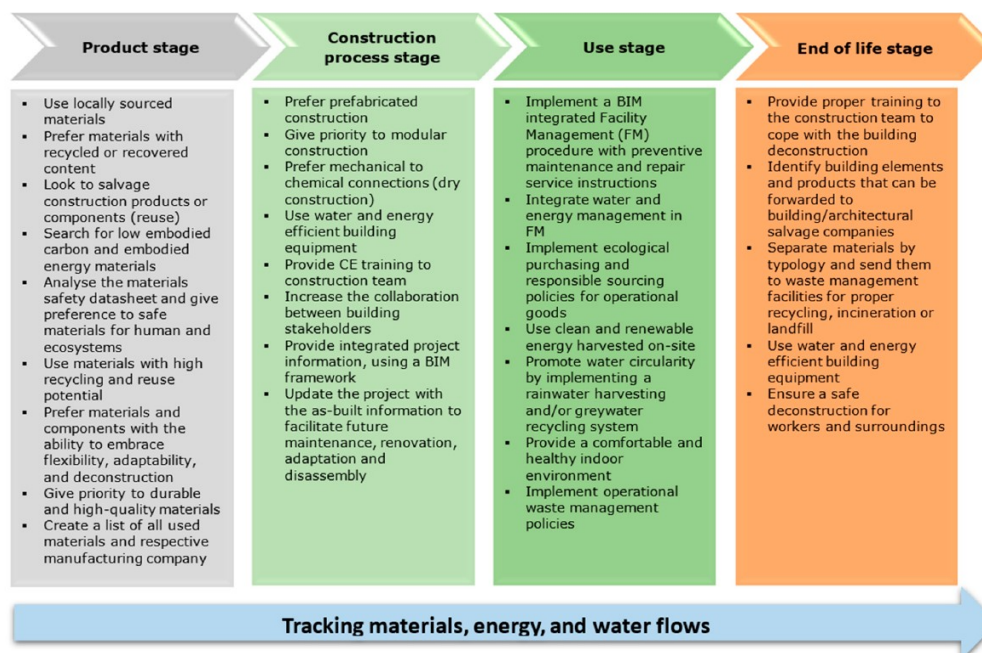 Product stage
▪ Use locally sourced
materials
▪ Prefer materials with
recycled or recovered
content
▪ Look to salvage
construction products or
components (reuse)
▪ Search for low embodied
carbon and embodied
energy materials
▪ Analyse the materials
safety datasheet and give
preference to safe
materials for human and
ecosystems
▪ Use materials with high
recycling and reuse
potential
▪ Prefer materials and
components with the
ability to embrace
flexibility, adaptability,
and deconstruction
▪ Give priority to durable
and high-quality materials
▪ Create a list of all used
materials and respective
manufacturing company
Construction
process stage
▪ Prefer prefabricated
construction
▪ Give priority to modular
construction
▪ Prefer mechanical to
chemical connections (dry
construction)
▪ Use water and energy
efficient building
equipment
▪ Provide CE training to
construction team
▪ Increase the collaboration
between building
stakeholders
▪ Provide integrated project
information, using a BIM
framework
▪ Update the project with
the as-built information to
facilitate future
maintenance, renovation,
adaptation and
disassembly
Use stage
▪ Implement a BIM
integrated Facility
Management (FM)
procedure with preventive
maintenance and repair
service instructions
▪ Integrate water and
energy management in
FM
▪ Implement ecological
purchasing and
responsible sourcing
policies for operational
goods
▪ Use clean and renewable
energy harvested on-site
▪ Promote water circularity
by implementing a
rainwater harvesting
and/or greywater
recycling system
▪ Provide a comfortable and
healthy indoor
environment
▪ Implement operational
waste management
policies
End of life stage
▪ Provide proper training to
the construction team to
cope with the building
deconstruction
▪ Identify building elements
and products that can be
forwarded to
building/architectural
salvage companies
▪ Separate materials by
typology and send them
to waste management
facilities for proper
recycling, incineration or
landfill
▪ Use water and energy
efficient building
equipment
▪ Ensure a safe
deconstruction for
workers and surroundings
Tracking materials, energy, and water flows